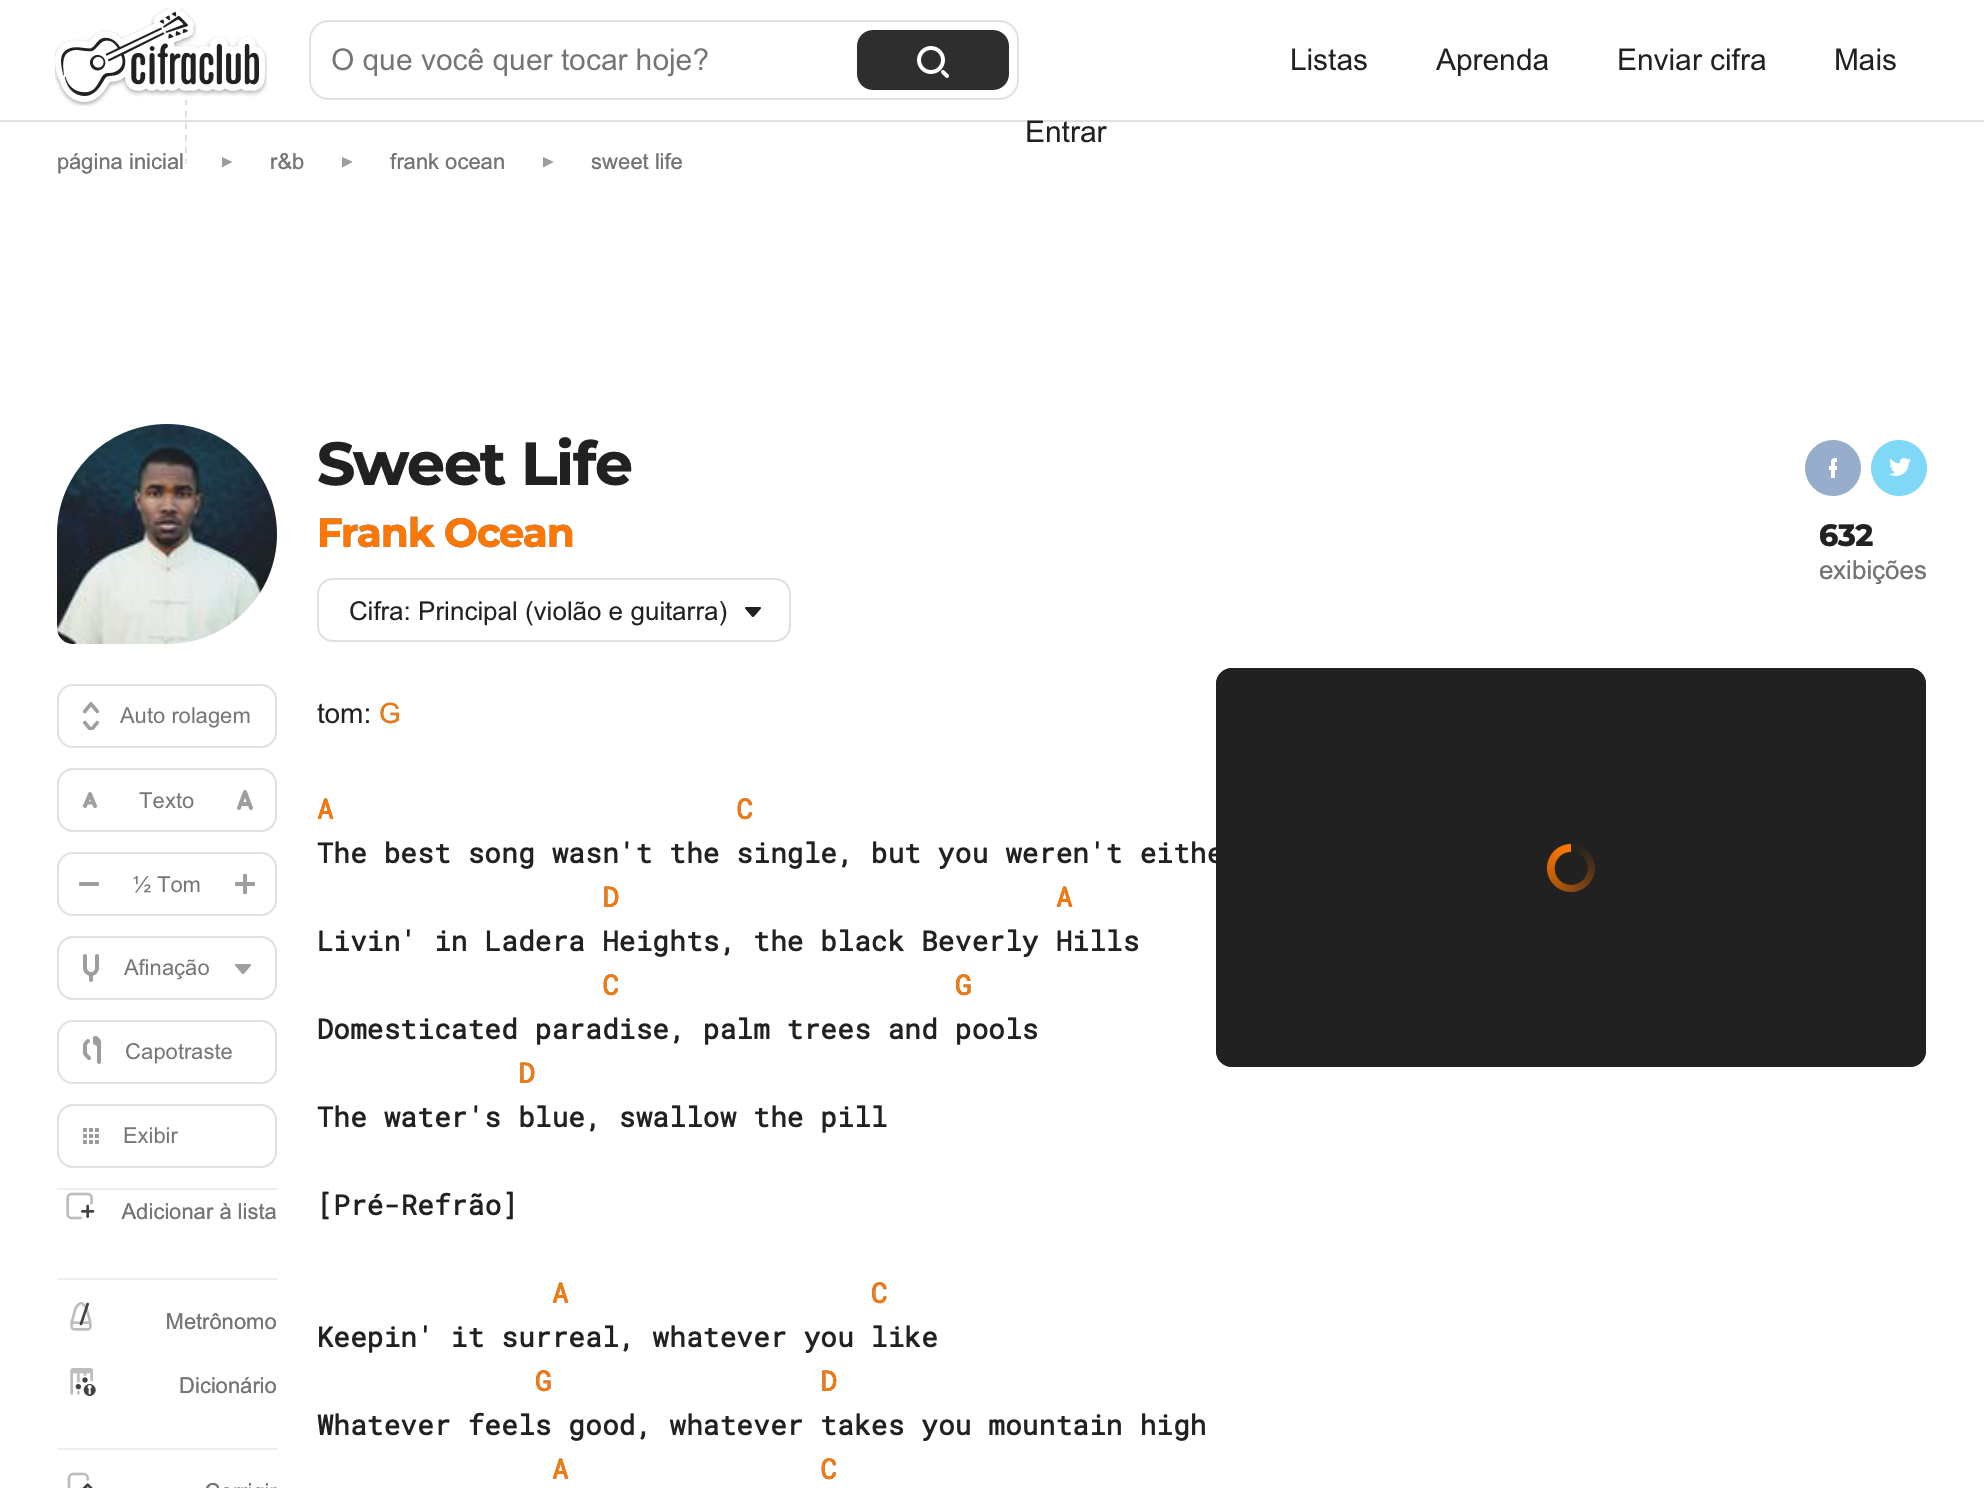 cifraclub
O que você quer tocar hoje?
Listas Aprenda Enviar cifra Mais
Entrar
página inicial ▸ r&b ▸ frank ocean ▸ sweet life
Sweet Life
Frank Ocean
632
exibições
Cifra: Principal (violão e guitarra)
Auto rolagem
A Texto A
½ Tom
Afinação
Capotraste
Exibir
Adicionar à lista
Metrônomo
Dicionário
tom: G
A C
The best song wasn't the single, but you weren't
D A
Livin' in Ladera Heights, the black Beverly Hills
C G
Domesticated paradise, palm trees and pools
D
The water's blue, swallow the pill
[Pré-Refrão]
A C
Keepin' it surreal, whatever you like
G D
Whatever feels good, whatever takes you mountain high
A C